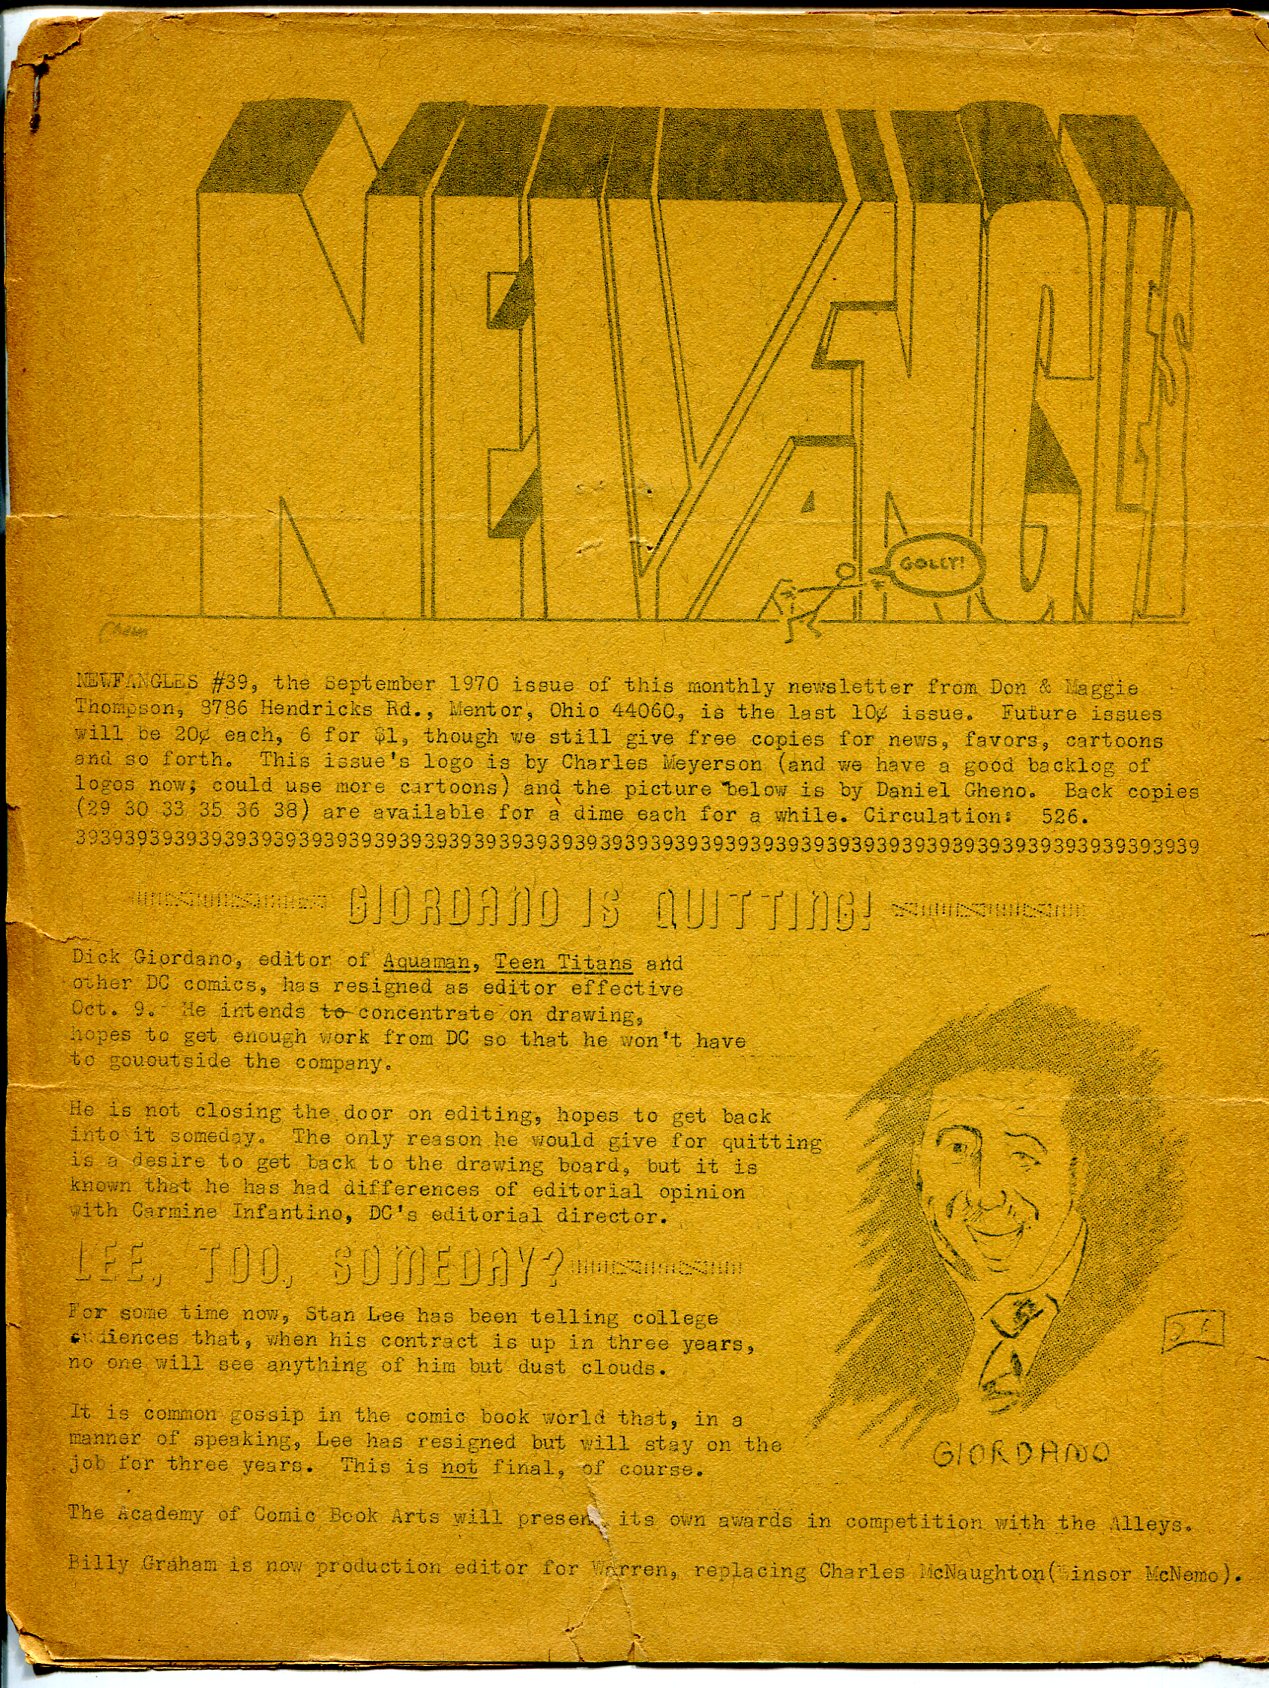 NEWFANGLES
GOLLY!
NEWFANGLES #39, the September 1970 issue of this monthly newsletter from Don & Maggie
Thompson, 8786 Hendricks Rd., Mentor, Ohio 44060, is the last 10¢ issue. Future issues
will be 20¢ each, 6 for $1, though we still give free copies for news, favors, cartoons
and so forth. This issue's logo is by Charles Meyerson (and we have a good backlog of
logos now; could use more cartoons) and the picture below is by Daniel Gheno. Back copies
(29 30 33 35 36 38) are available for a dime each for a while. Circulation: 526.
393939393939393939393939393939393939393939393939393939393939393939393939393939393939393939
GIORDANO IS QUITTING!
Dick Giordano, editor of Aquaman, Teen Titans and
other DC comics, has resigned as editor effective
Oct. 9. He intends to concentrate on drawing,
hopes to get enough work from DC so that he won't have
to gououtside the company.
He is not closing the door on editing, hopes to get back
into it someday. The only reason he would give for quitting
is a desire to get back to the drawing board, but it is
known that he has had differences of editorial opinion
with Carmine Infantino, DC's editorial director.
LEE, TOO, SOMEDAY?
For some time now, Stan Lee has been telling college
audiences that, when his contract is up in three years,
no one will see anything of him but dust clouds.
It is common gossip in the comic book world that, in a
manner of speaking, Lee has resigned but will stay on the
job for three years. This is not final, of course.
GIORDANO
The Academy of Comic Book Arts will present its own awards in competition with the Alleys.
Billy Graham is now production editor for Warren, replacing Charles McNaughton(Winsor McNemo).